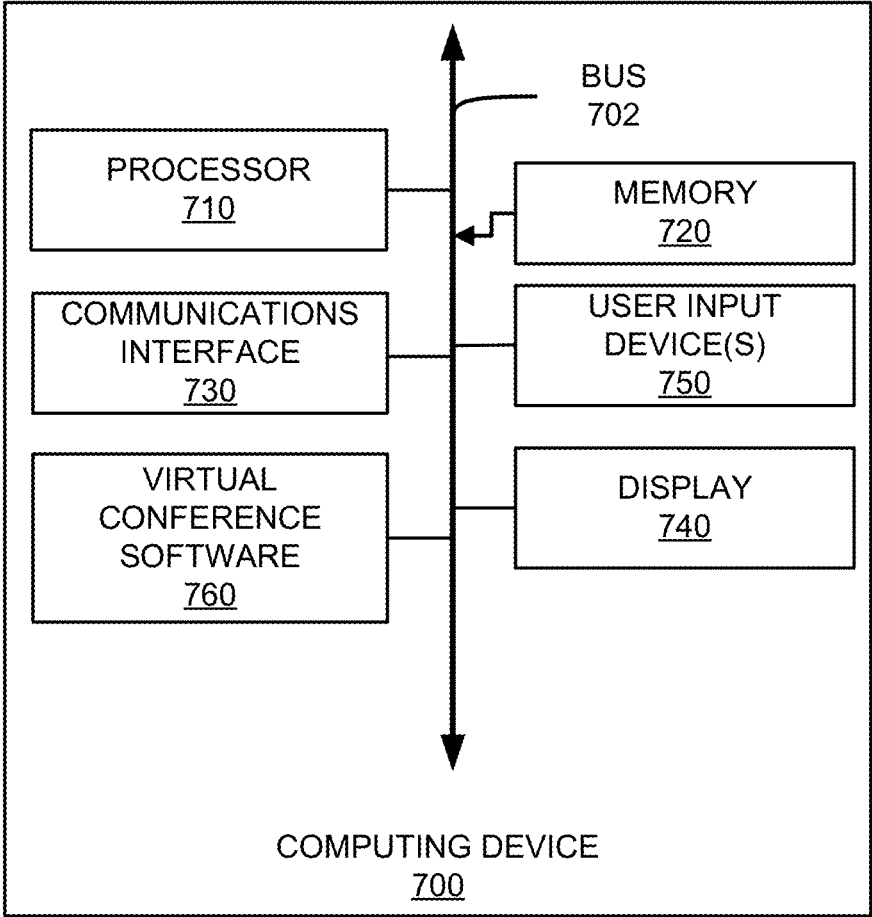 BUS
702
PROCESSOR
710
MEMORY
720
COMMUNICATIONS
INTERFACE
730
USER INPUT
DEVICE(S)
750
VIRTUAL
CONFERENCE
SOFTWARE
760
DISPLAY
740
COMPUTING DEVICE
700